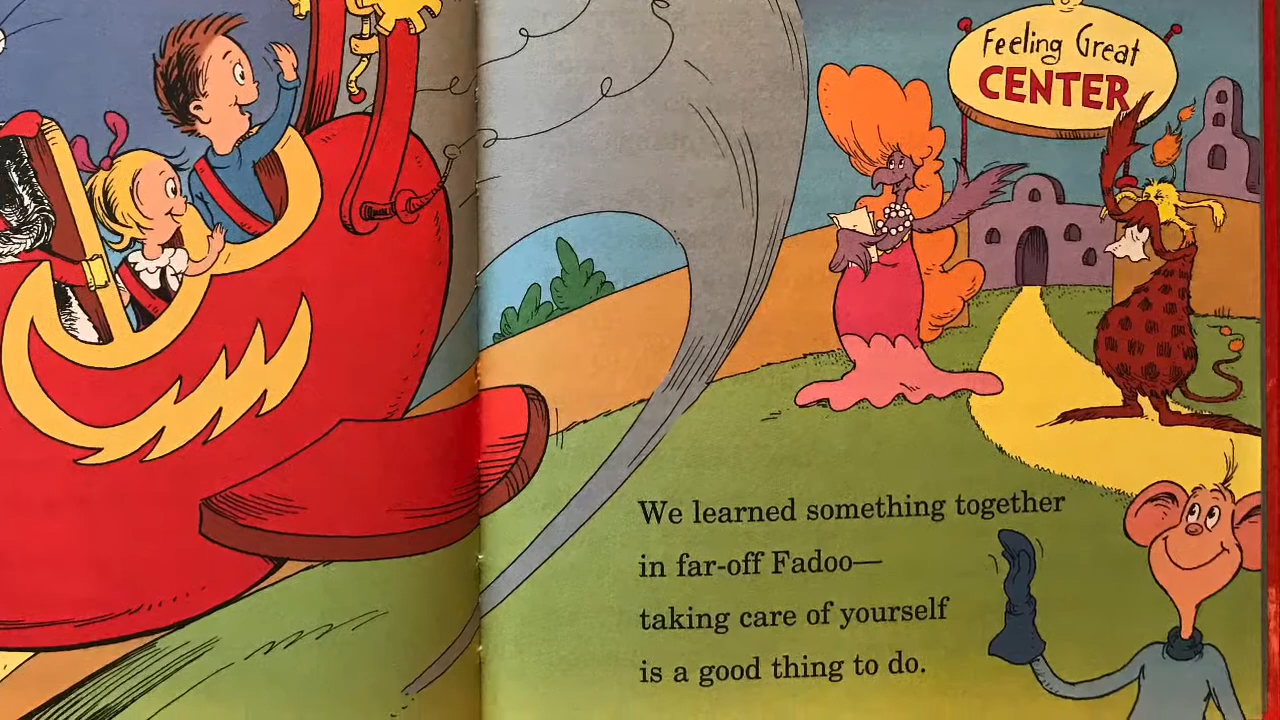 Feeling Great
CENTER
We learned something together
in far-off Fadoo—
taking care of yourself
is a good thing to do.